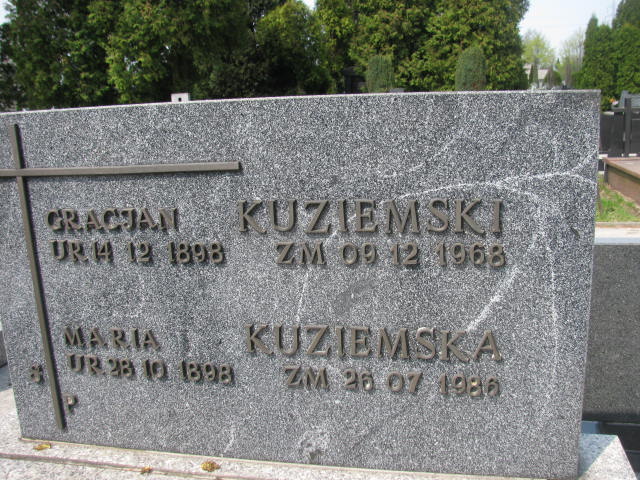 GRACJAN KUZIEMSKI
UR.14 12 1898 ZM 09 12 1968
MARIA KUZIEMSKA
UR.28 10 1898 ZM 26 07 1986
Ś
P